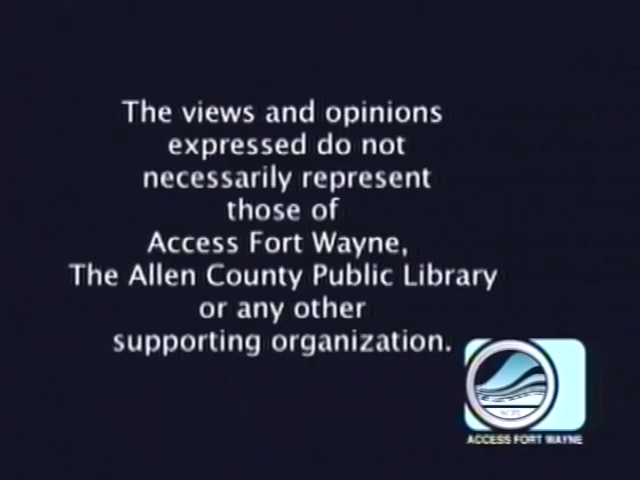 The views and opinions
expressed do not
necessarily represent
those of
Access Fort Wayne,
The Allen County Public Library
or any other
supporting organization.
ACCESS FORT WAYNE